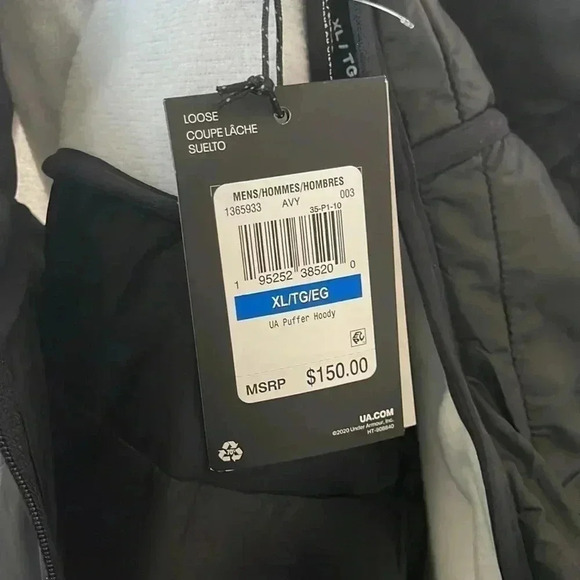 XL / TG
LOOSE
COUPE LÂCHE
SUELTO
MENS/HOMMES/HOMBRES
1365933 AVY 003
35-P1-10
1 95252 38520 0
XL/TG/EG
UA Puffer Hoody
MSRP $150.00
UA.COM
©2020 Under Armour, Inc.